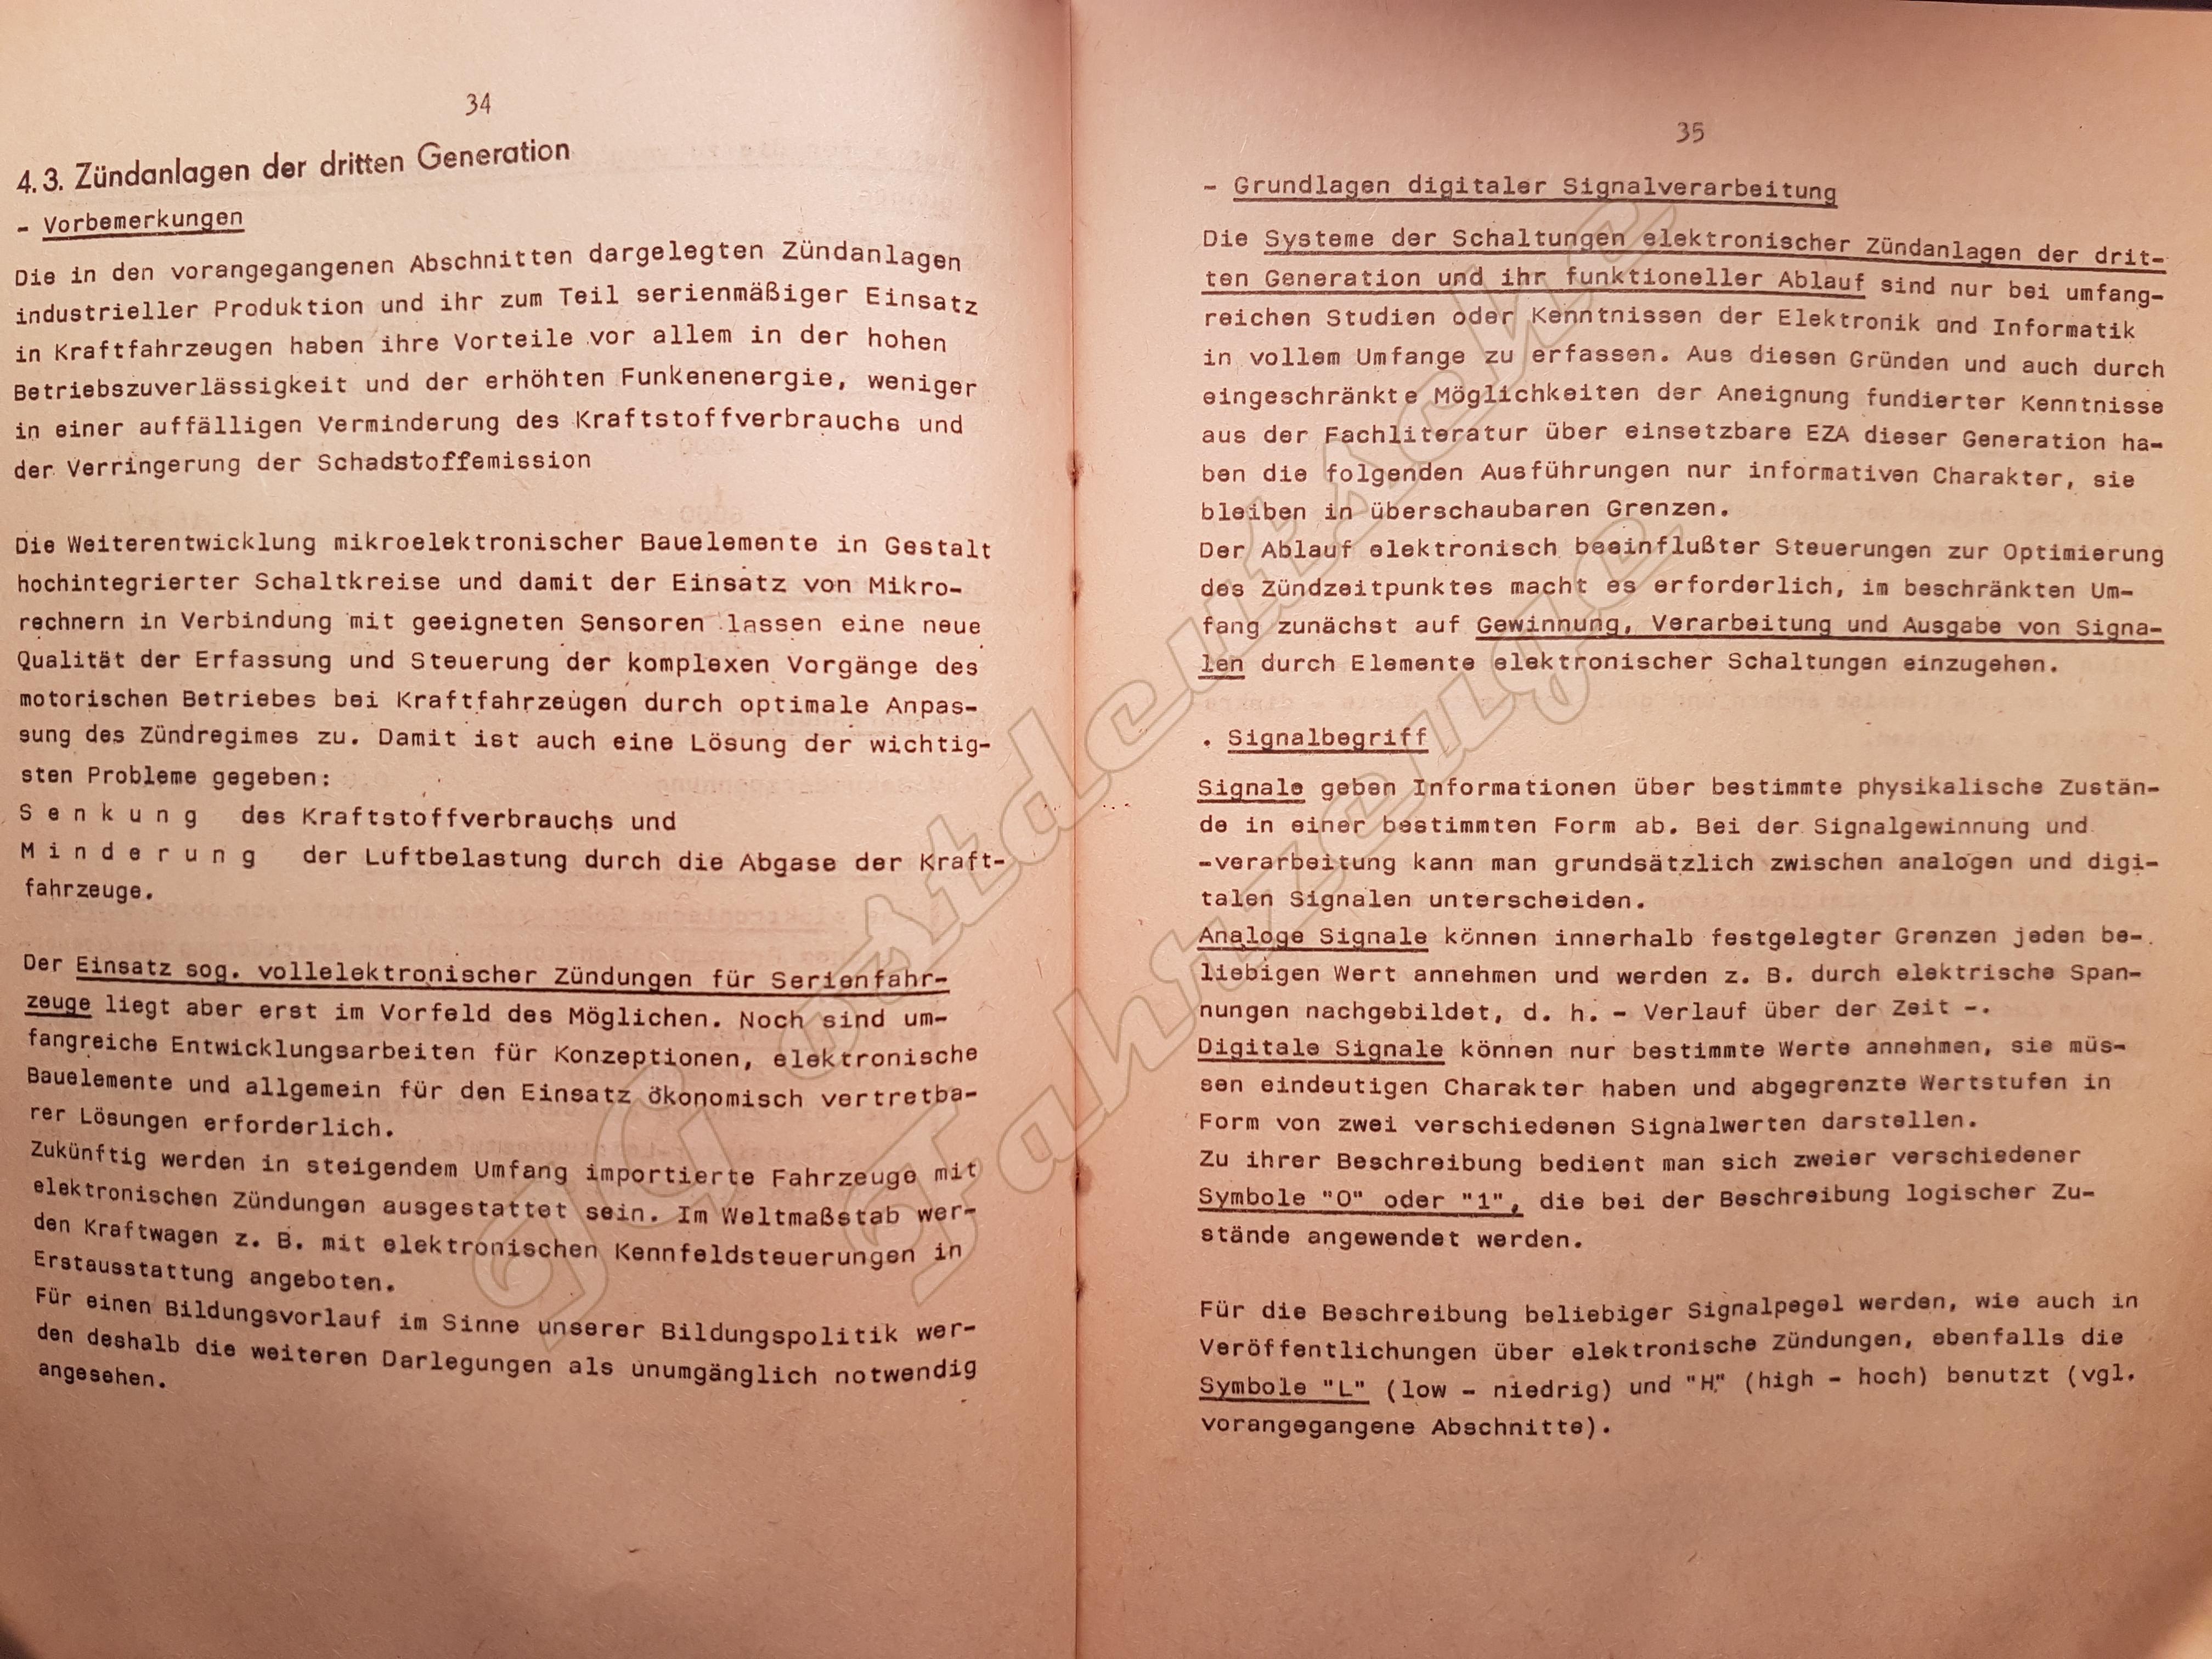 34
4.3. Zündanlagen der dritten Generation
- Vorbemerkungen
Die in den vorangegangenen Abschnitten dargelegten Zündanlagen
industrieller Produktion und ihr zum Teil serienmäßiger Einsatz
in Kraftfahrzeugen haben ihre Vorteile vor allem in der hohen
Betriebszuverlässigkeit und der erhöhten Funkenenergie, weniger
in einer auffälligen Verminderung des Kraftstoffverbrauchs und
der Verringerung der Schadstoffemission
Die Weiterentwicklung mikroelektronischer Bauelemente in Gestalt
hochintegrierter Schaltkreise und damit der Einsatz von Mikro-
rechnern in Verbindung mit geeigneten Sensoren lassen eine neue
Qualität der Erfassung und Steuerung der komplexen Vorgänge des
motorischen Betriebes bei Kraftfahrzeugen durch optimale Anpas-
sung des Zündregimes zu. Damit ist auch eine Lösung der wichtig-
sten Probleme gegeben:
S e n k u n g des Kraftstoffverbrauchs und
M i n d e r u n g der Luftbelastung durch die Abgase der Kraft-
fahrzeuge.
Der Einsatz sog. vollelektronischer Zündungen für Serienfahr-
zeuge liegt aber erst im Vorfeld des Möglichen. Noch sind um-
fangreiche Entwicklungsarbeiten für Konzeptionen, elektronische
Bauelemente und allgemein für den Einsatz ökonomisch vertretba-
rer Lösungen erforderlich.
Zukünftig werden in steigendem Umfang importierte Fahrzeuge mit
elektronischen Zündungen ausgestattet sein. Im Weltmaßstab wer-
den Kraftwagen z. B. mit elektronischen Kennfeldsteuerungen in
Erstausstattung angeboten.
Für einen Bildungsvorlauf im Sinne unserer Bildungspolitik wer-
den deshalb die weiteren Darlegungen als unumgänglich notwendig
angesehen.
35
- Grundlagen digitaler Signalverarbeitung
Die Systeme der Schaltungen elektronischer Zündanlagen der drit-
ten Generation und ihr funktioneller Ablauf sind nur bei umfang-
reichen Studien oder Kenntnissen der Elektronik und Informatik
in vollem Umfange zu erfassen. Aus diesen Gründen und auch durch
eingeschränkte Möglichkeiten der Aneignung fundierter Kenntnisse
aus der Fachliteratur über einsetzbare EZA dieser Generation ha-
ben die folgenden Ausführungen nur informativen Charakter, sie
bleiben in überschaubaren Grenzen.
Der Ablauf elektronisch beeinflußter Steuerungen zur Optimierung
des Zündzeitpunktes macht es erforderlich, im beschränkten Um-
fang zunächst auf Gewinnung, Verarbeitung und Ausgabe von Signa-
len durch Elemente elektronischer Schaltungen einzugehen.
. Signalbegriff
Signale geben Informationen über bestimmte physikalische Zustän-
de in einer bestimmten Form ab. Bei der Signalgewinnung und
-verarbeitung kann man grundsätzlich zwischen analogen und digi-
talen Signalen unterscheiden.
Analoge Signale können innerhalb festgelegter Grenzen jeden be-
liebigen Wert annehmen und werden z. B. durch elektrische Span-
nungen nachgebildet, d. h. - Verlauf über der Zeit -.
Digitale Signale können nur bestimmte Werte annehmen, sie müs-
sen eindeutigen Charakter haben und abgegrenzte Wertstufen in
Form von zwei verschiedenen Signalwerten darstellen.
Zu ihrer Beschreibung bedient man sich zweier verschiedener
Symbole "0" oder "1", die bei der Beschreibung logischer Zu-
stände angewendet werden.
Für die Beschreibung beliebiger Signalpegel werden, wie auch in
Veröffentlichungen über elektronische Zündungen, ebenfalls die
Symbole "L" (low - niedrig) und "H" (high - hoch) benutzt (vgl.
vorangegangene Abschnitte).
IG Ostdeutsche
Fahrzeuge